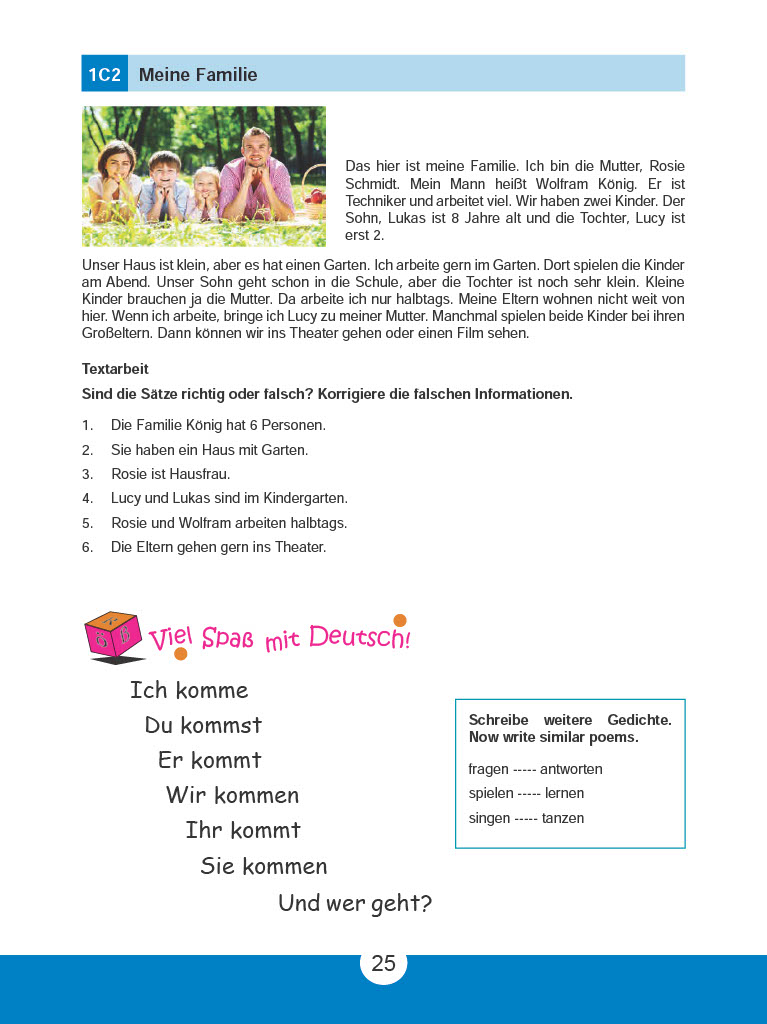 1C2 Meine Familie
Das hier ist meine Familie. Ich bin die Mutter, Rosie
Schmidt. Mein Mann heißt Wolfram König. Er ist
Techniker und arbeitet viel. Wir haben zwei Kinder. Der
Sohn, Lukas ist 8 Jahre alt und die Tochter, Lucy ist
erst 2.
Unser Haus ist klein, aber es hat einen Garten. Ich arbeite gern im Garten. Dort spielen die Kinder
am Abend. Unser Sohn geht schon in die Schule, aber die Tochter ist noch sehr klein. Kleine
Kinder brauchen ja die Mutter. Da arbeite ich nur halbtags. Meine Eltern wohnen nicht weit von
hier. Wenn ich arbeite, bringe ich Lucy zu meiner Mutter. Manchmal spielen beide Kinder bei ihren
Großeltern. Dann können wir ins Theater gehen oder einen Film sehen.
Textarbeit
Sind die Sätze richtig oder falsch? Korrigiere die falschen Informationen.
1. Die Familie König hat 6 Personen.
2. Sie haben ein Haus mit Garten.
3. Rosie ist Hausfrau.
4. Lucy und Lukas sind im Kindergarten.
5. Rosie und Wolfram arbeiten halbtags.
6. Die Eltern gehen gern ins Theater.
Viel Spaß mit Deutsch!
Ich komme
Du kommst
Er kommt
Wir kommen
Ihr kommt
Sie kommen
Und wer geht?
Schreibe weitere Gedichte.
Now write similar poems.
fragen ----- antworten
spielen ----- lernen
singen ----- tanzen
25